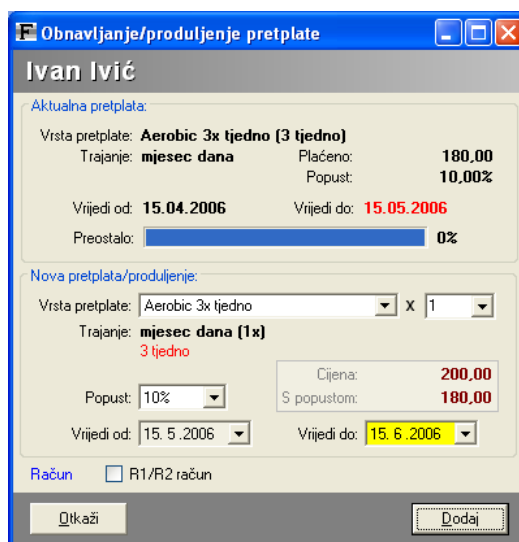 F Obnavljanje/produljenje pretplate
Ivan Ivić
Aktualna pretplata:
Vrsta pretplate: Aerobic 3x tjedno (3 tjedno)
Trajanje: mjesec dana Plaćeno: 180,00
Popust: 10,00%
Vrijedi od: 15.04.2006 Vrijedi do: 15.05.2006
Preostalo: 0%
Nova pretplata/produljenje:
Vrsta pretplate: Aerobic 3x tjedno X 1
Trajanje: mjesec dana (1x)
3 tjedno
Cijena: 200,00
Popust: 10% S popustom: 180,00
Vrijedi od: 15. 5 .2006 Vrijedi do: 15. 6 .2006
Račun R1/R2 račun
Otkaži Dodaj